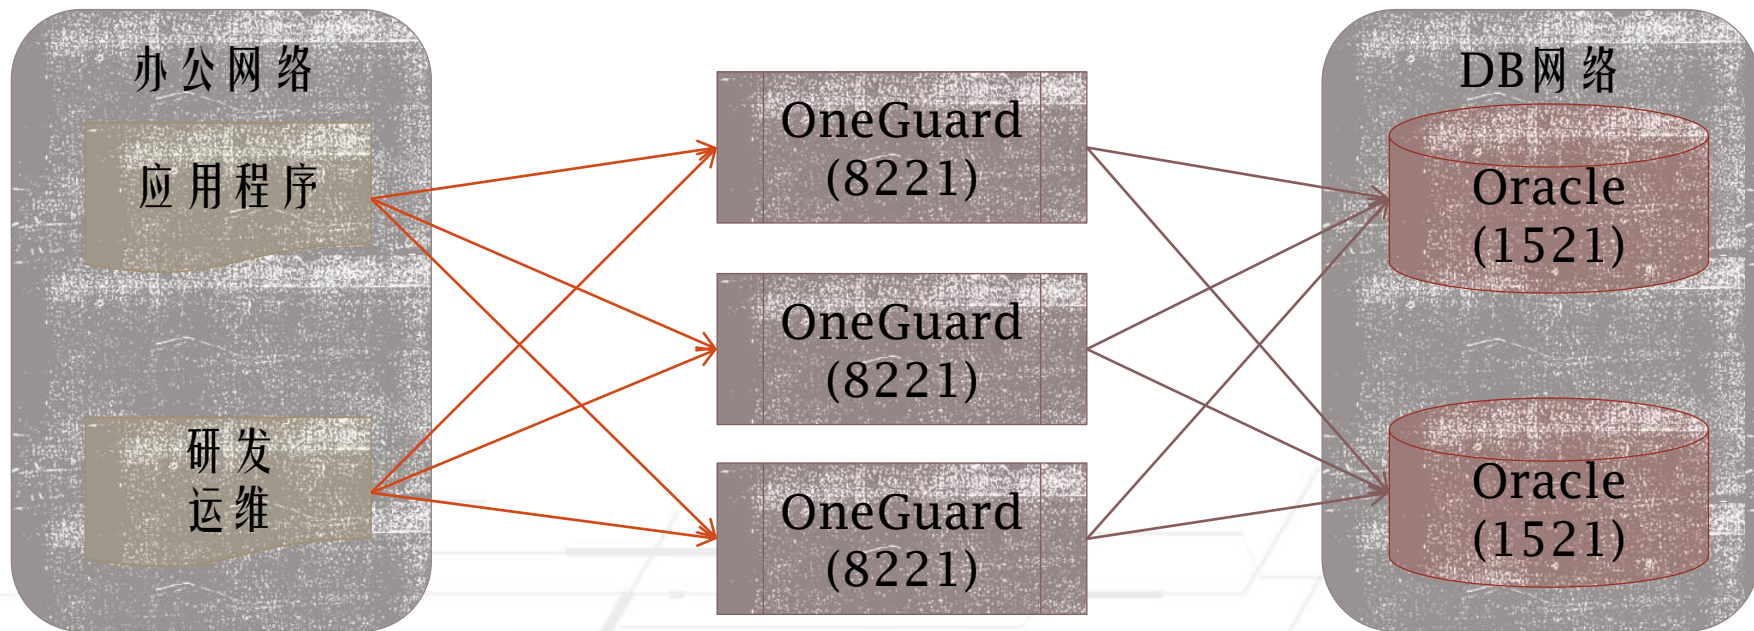 办公网络
应用程序
研发
运维
OneGuard
(8221)
OneGuard
(8221)
OneGuard
(8221)
DB网络
Oracle
(1521)
Oracle
(1521)